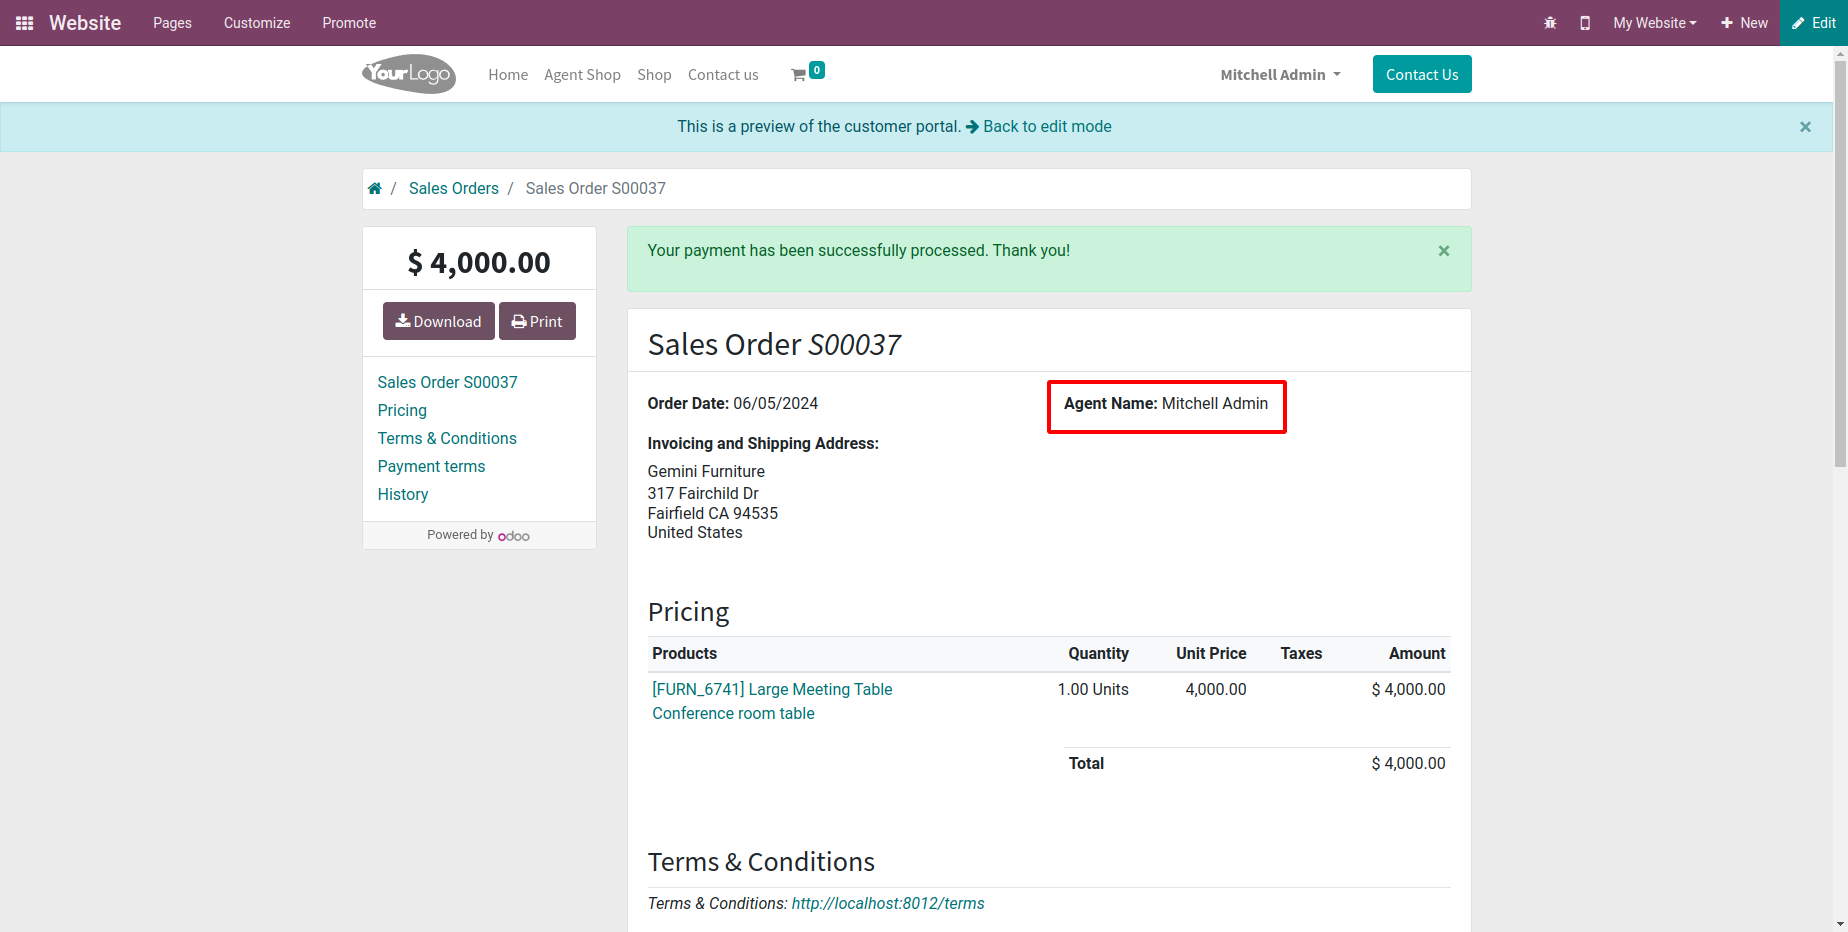 Website Pages Customize Promote My Website New Edit
YourLogo Home Agent Shop Shop Contact us 0 Mitchell Admin Contact Us
This is a preview of the customer portal. Back to edit mode ×
/ Sales Orders / Sales Order S00037
$ 4,000.00
Download Print
Sales Order S00037
Pricing
Terms & Conditions
Payment terms
History
Powered by odoo
Your payment has been successfully processed. Thank you! ×
Sales Order S00037
Order Date: 06/05/2024 Agent Name: Mitchell Admin
Invoicing and Shipping Address:
Gemini Furniture
317 Fairchild Dr
Fairfield CA 94535
United States
Pricing
Products Quantity Unit Price Taxes Amount
[FURN_6741] Large Meeting Table 1.00 Units 4,000.00 $ 4,000.00
Conference room table
Total $ 4,000.00
Terms & Conditions
Terms & Conditions: http://localhost:8012/terms